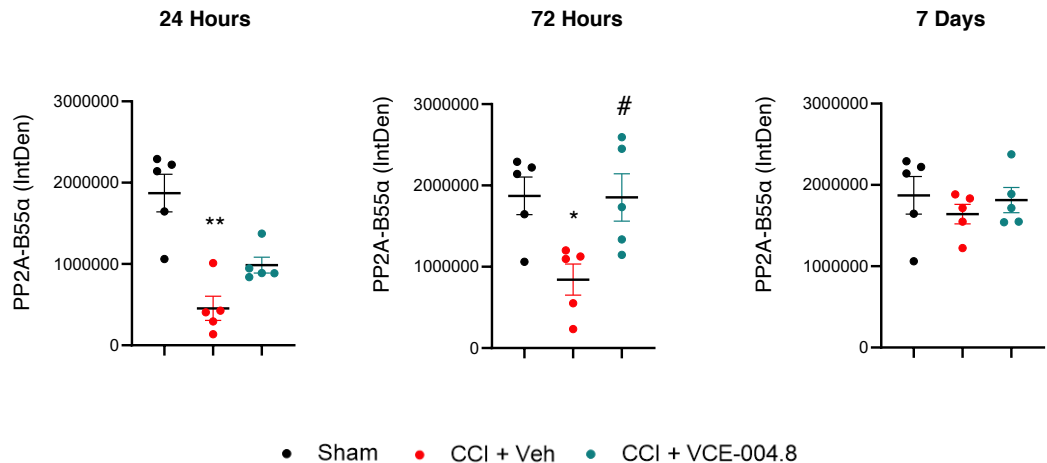 24 Hours
72 Hours
7 Days
PP2A-B55α (IntDen)
3000000
2000000
1000000
0
**
PP2A-B55α (IntDen)
3000000
2000000
1000000
0
*
#
PP2A-B55α (IntDen)
3000000
2000000
1000000
0
Sham
CCI + Veh
CCI + VCE-004.8